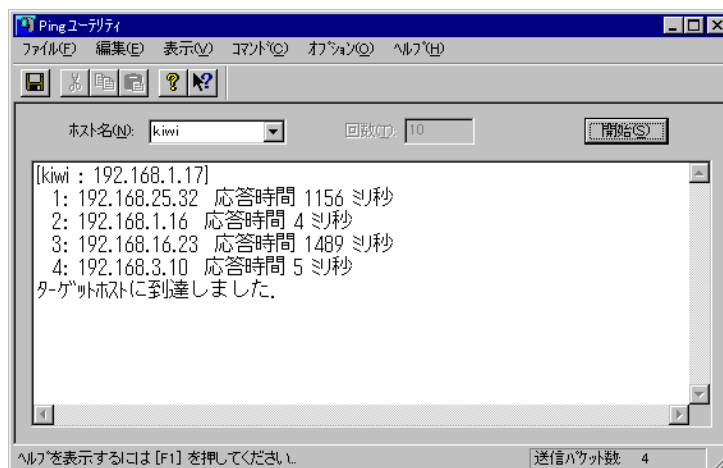 Pingユーテリティ
ファイル(F) 編集(E) 表示(V) コマンド(C) オプション(O) ヘルプ(H)
ホスト名(N): kiwi 回数(T): 10 開始(S)
[kiwi : 192.168.1.17]
1: 192.168.25.32 応答時間 1156 ミリ秒
2: 192.168.1.16 応答時間 4 ミリ秒
3: 192.168.16.23 応答時間 1489 ミリ秒
4: 192.168.3.10 応答時間 5 ミリ秒
ターゲットホストに到達しました.
ヘルプを表示するには [F1] を押してください. 送信パケット数: 4